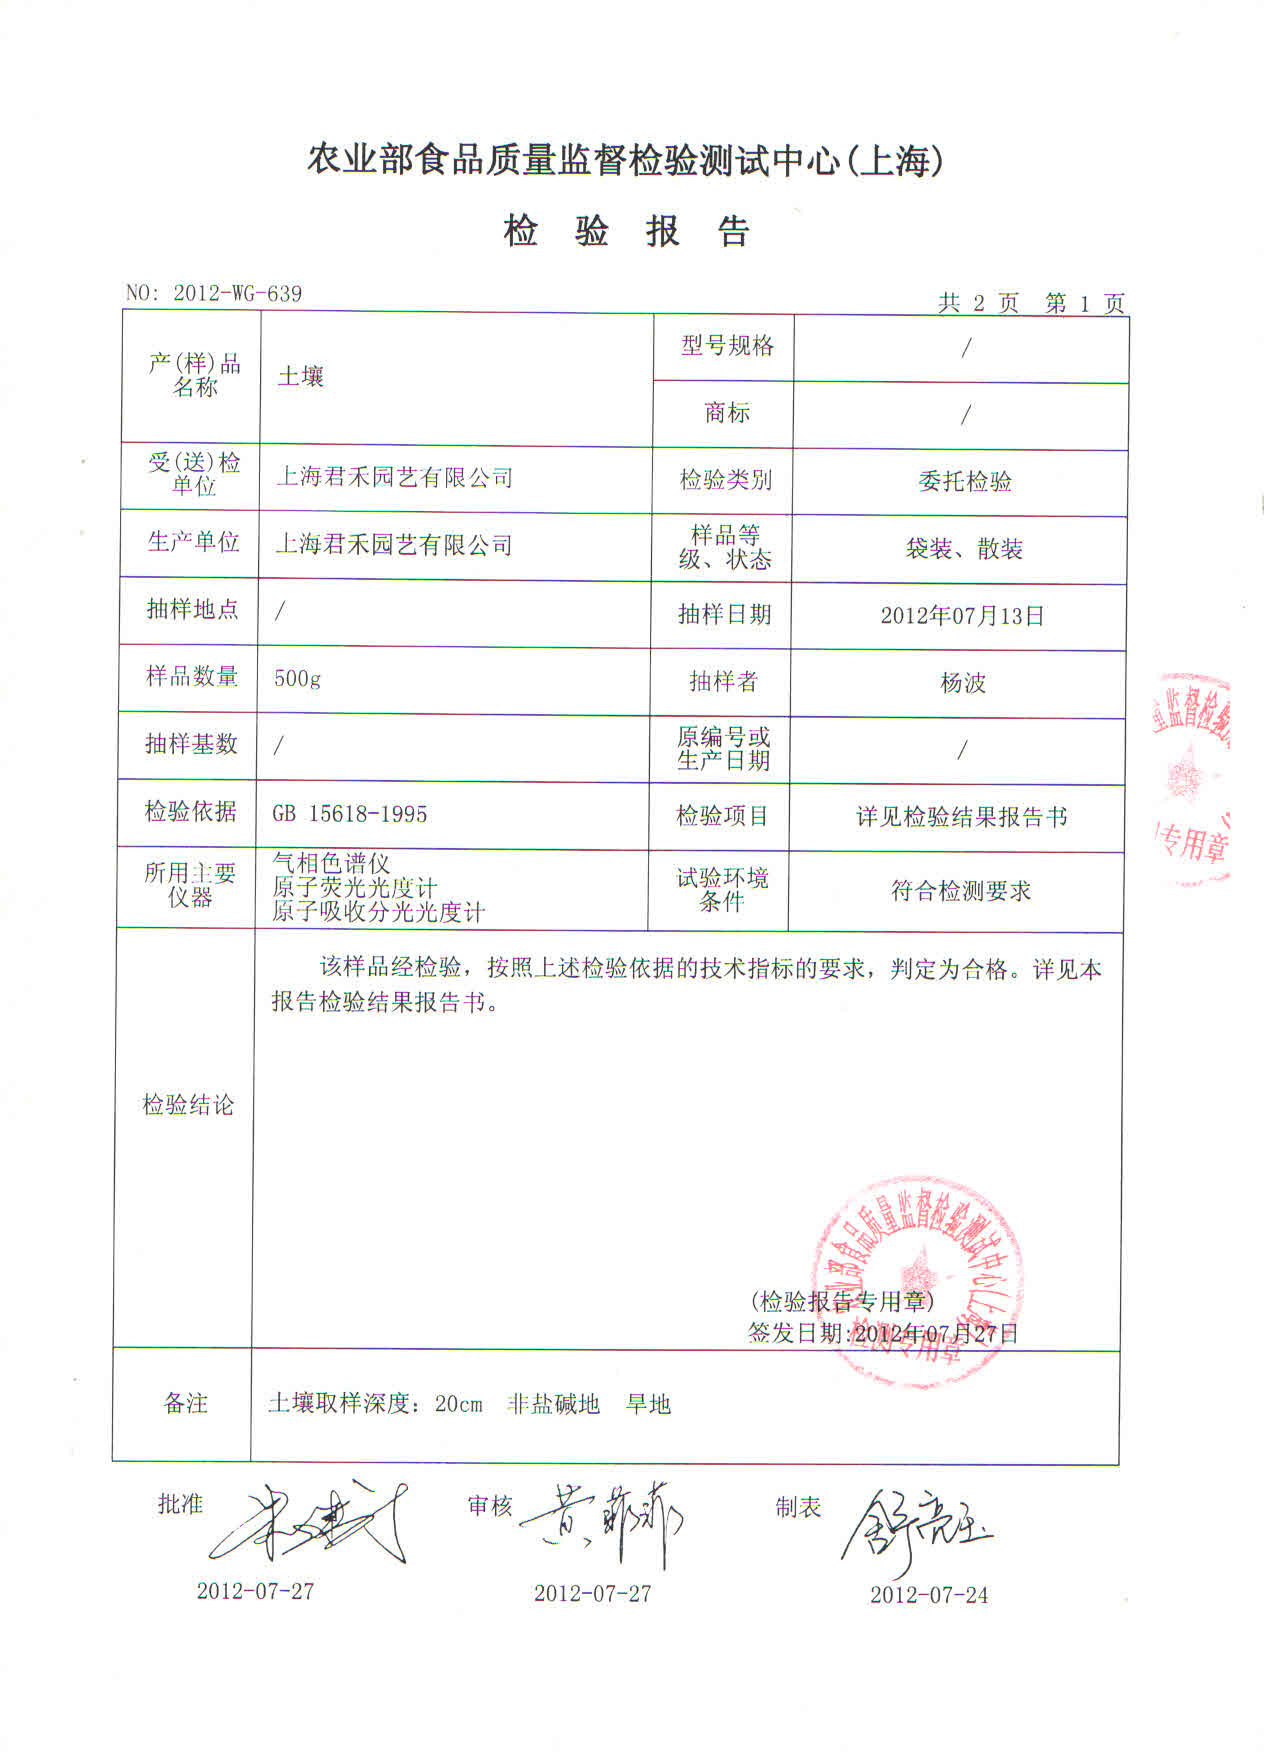 农业部食品质量监督检验测试中心(上海)
检 验 报 告
NO: 2012-WG-639
共 2 页 第 1 页
产(样)品
名称
土壤
型号规格
/
商标
/
受(送)检
单位
上海君禾园艺有限公司
检验类别
委托检验
生产单位
上海君禾园艺有限公司
样品等
级、状态
袋装、散装
抽样地点
/
抽样日期
2012年07月13日
样品数量
500g
抽样者
杨波
抽样基数
/
原编号或
生产日期
/
检验依据
GB 15618-1995
检验项目
详见检验结果报告书
所用主要
仪器
气相色谱仪
原子荧光光度计
原子吸收分光光度计
试验环境
条件
符合检测要求
检验结论
该样品经检验，按照上述检验依据的技术指标的要求，判定为合格。详见本
报告检验结果报告书。
农业部食品质量监督检验测试中心(上海)
检测专用章
(检验报告专用章)
签发日期:2012年07月27日
量监督检验
专用章
备注
土壤取样深度：20cm 非盐碱地 旱地
批准
审核 黄菲菲
制表 舒亮玉
2012-07-27
2012-07-27
2012-07-24